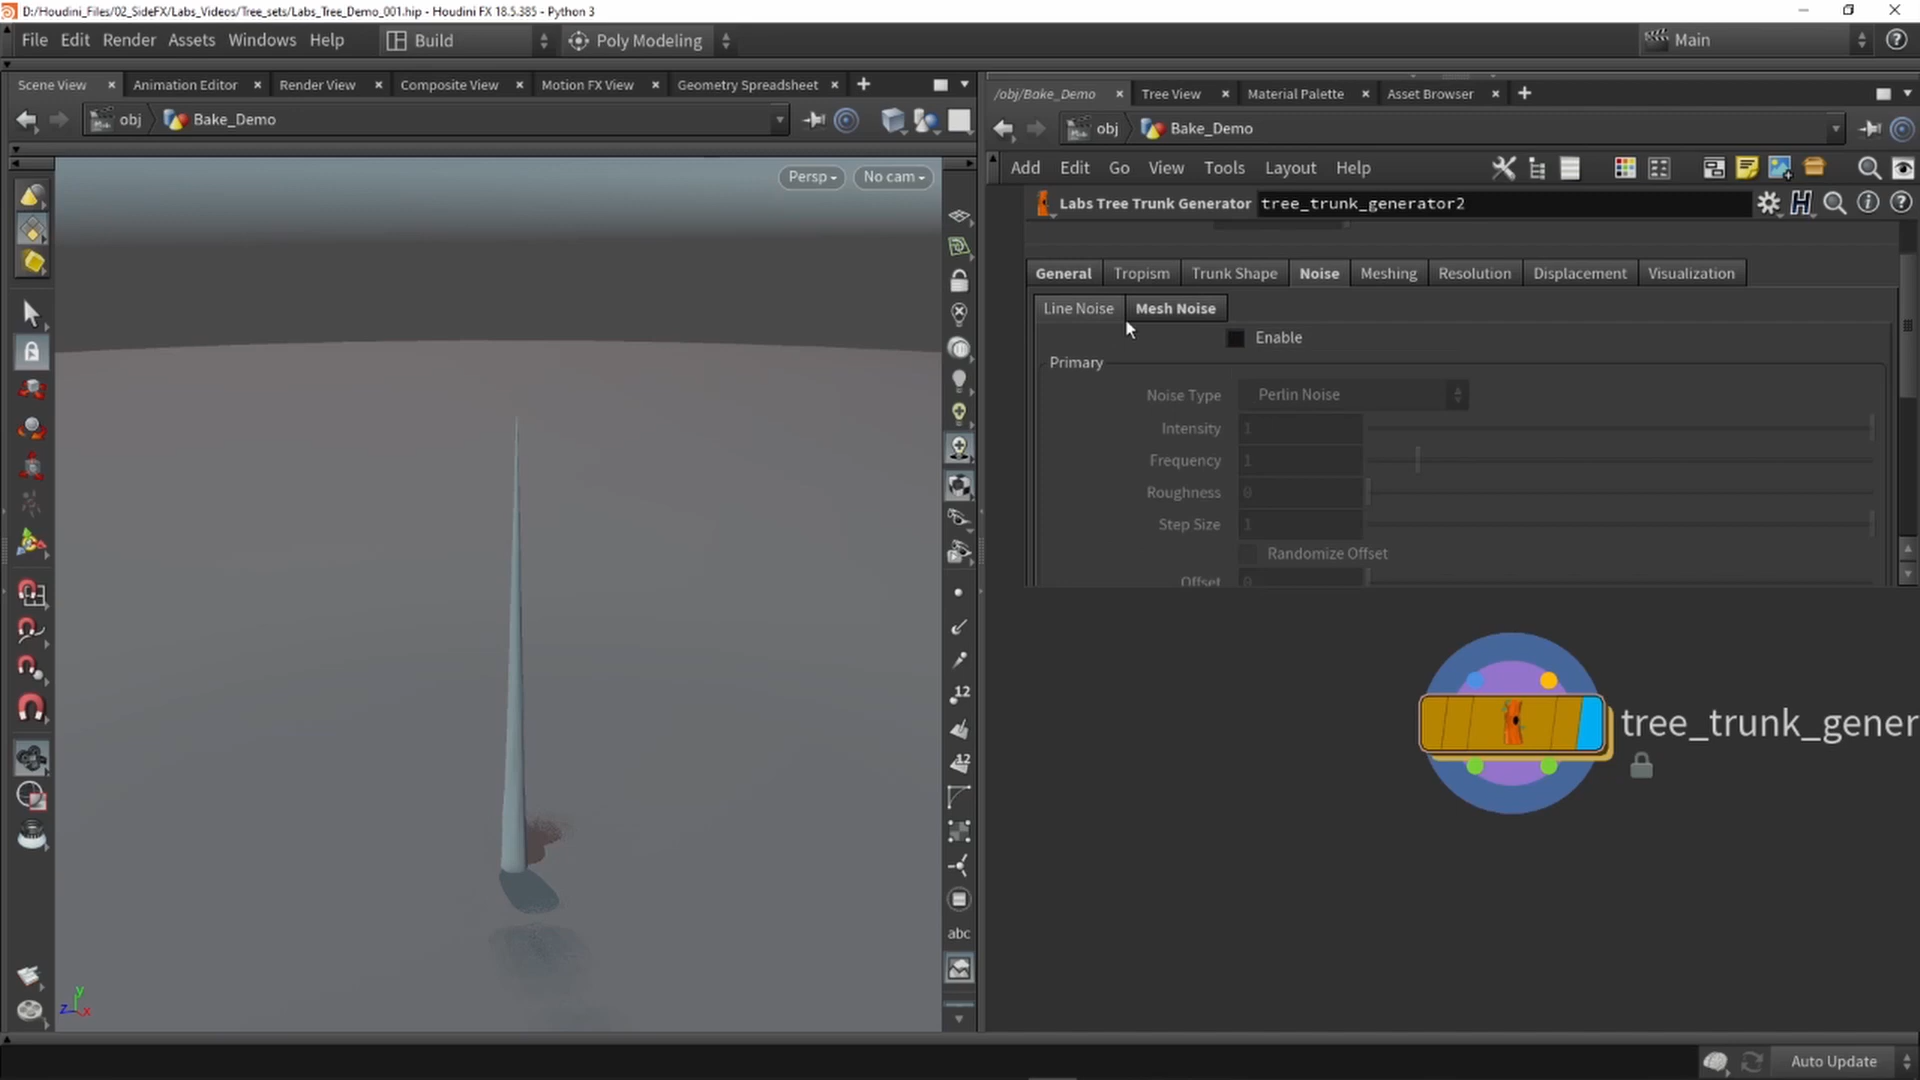 D:/Houdini_Files/02_SideFX/Labs_Videos/Tree_sets/Labs_Tree_Demo_001.hip - Houdini FX 18.5.385 - Python 3
File Edit Render Assets Windows Help Build Poly Modeling Main
Scene View Animation Editor Render View Composite View Motion FX View Geometry Spreadsheet
obj Bake_Demo
Persp No cam
12
12
abc
y
z x
/obj/Bake_Demo Tree View Material Palette Asset Browser
obj Bake_Demo
Add Edit Go View Tools Layout Help
Labs Tree Trunk Generator tree_trunk_generator2
General Tropism Trunk Shape Noise Meshing Resolution Displacement Visualization
Line Noise Mesh Noise
Enable
Primary
Noise Type Perlin Noise
Intensity 1
Frequency 1
Roughness 0
Step Size 1
Randomize Offset
Offset 0
tree_trunk_gener
Auto Update